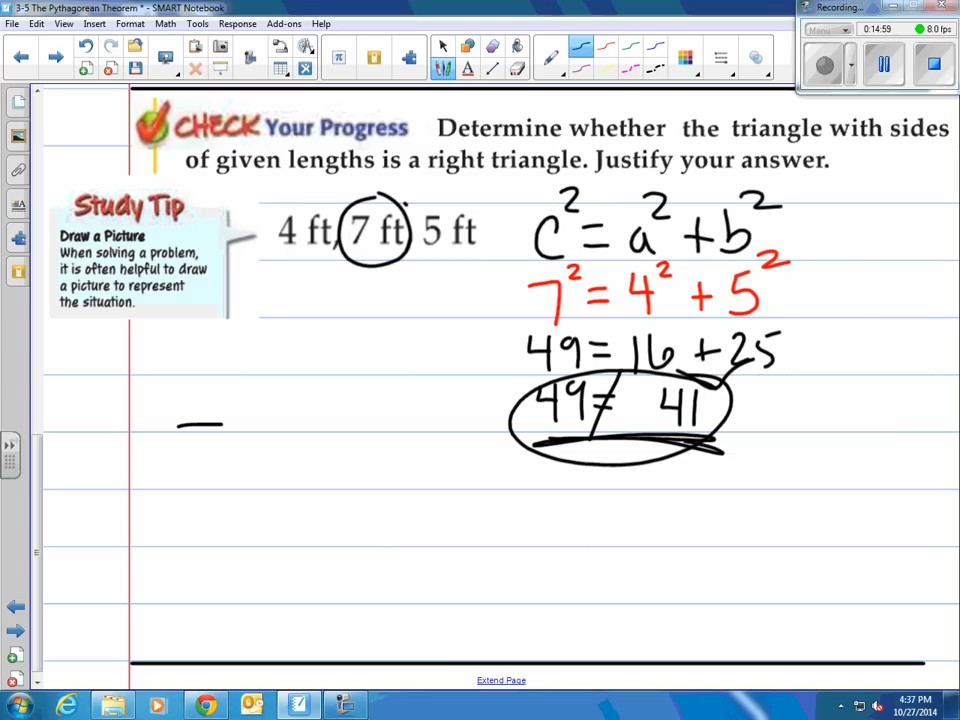 3-5 The Pythagorean Theorem * - SMART Notebook
File Edit View Insert Format Math Tools Response Add-ons Help
Recording...
Menu 0:14:59 8.0 fps
CHECK Your Progress Determine whether the triangle with sides
of given lengths is a right triangle. Justify your answer.
Study Tip
Draw a Picture
When solving a problem,
it is often helpful to draw
a picture to represent
the situation.
4 ft, 7 ft, 5 ft
c² = a² + b²
7² = 4² + 5²
49 = 16 + 25
49 ≠ 41
Extend Page
4:37 PM
10/27/2014